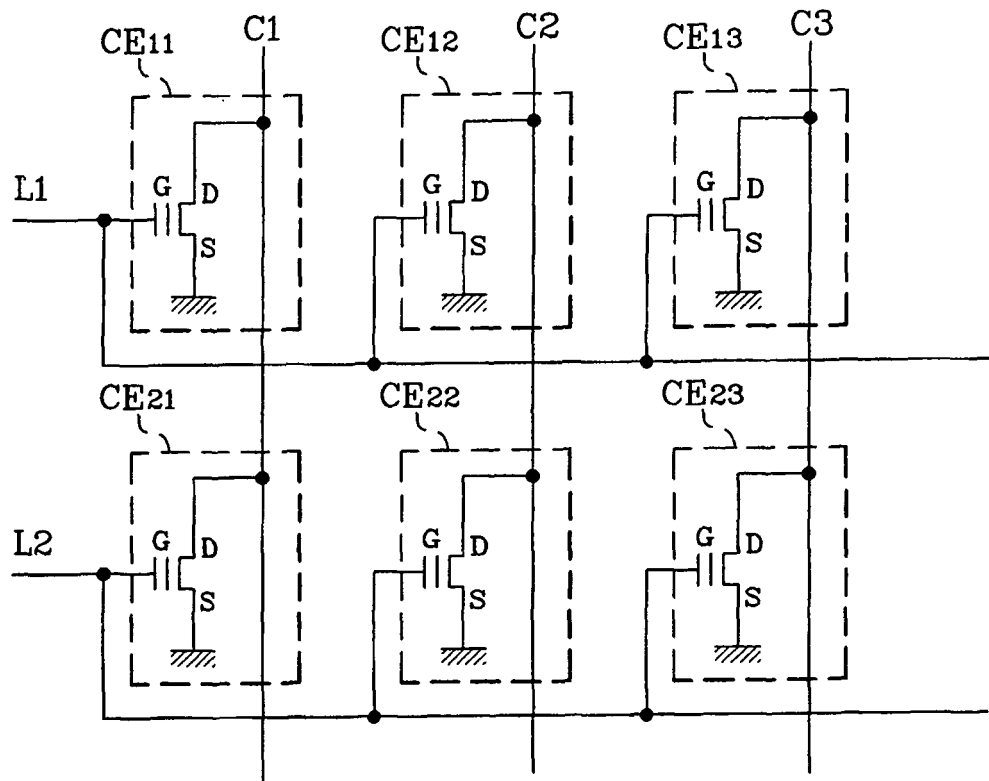 CE11 C1 CE12 C2 CE13 C3
L1 G D S G D S G D S
CE21 CE22 CE23
L2 G D S G D S G D S